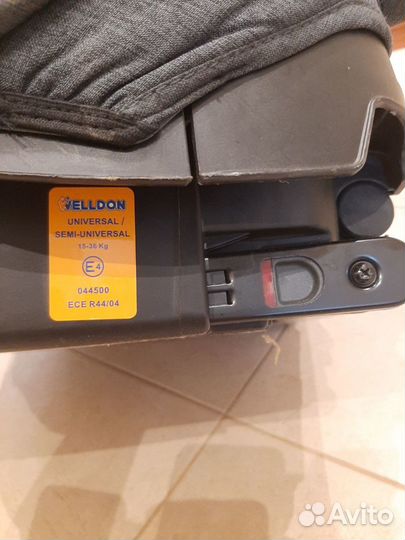 WELLDON
UNIVERSAL /
SEMI-UNIVERSAL
15-36 Kg
E4
044500
ECE R44/04
Avito